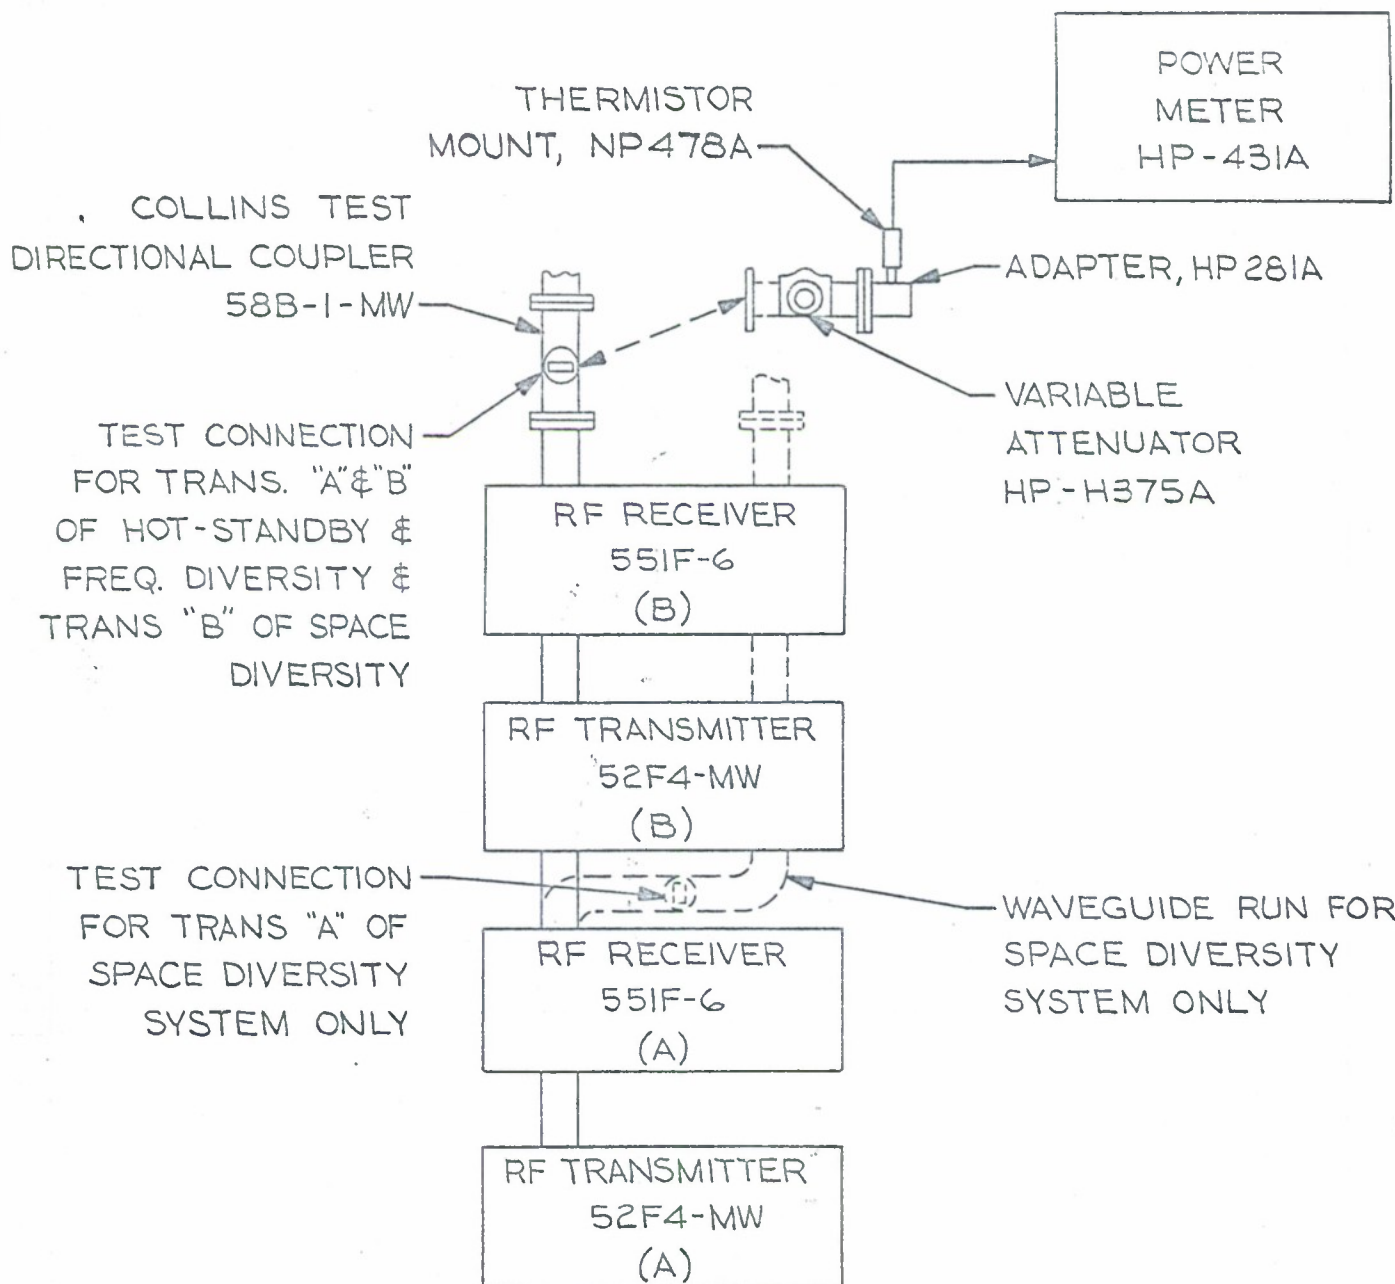 POWER
METER
HP-431A
THERMISTOR
MOUNT, NP478A
. COLLINS TEST
DIRECTIONAL COUPLER
58B-1-MW
ADAPTER, HP281A
VARIABLE
ATTENUATOR
HP-H375A
TEST CONNECTION
FOR TRANS. "A" & "B"
OF HOT-STANDBY &
FREQ. DIVERSITY &
TRANS "B" OF SPACE
DIVERSITY
RF RECEIVER
551F-6
(B)
RF TRANSMITTER
52F4-MW
(B)
TEST CONNECTION
FOR TRANS "A" OF
SPACE DIVERSITY
SYSTEM ONLY
WAVEGUIDE RUN FOR
SPACE DIVERSITY
SYSTEM ONLY
RF RECEIVER
551F-6
(A)
RF TRANSMITTER
52F4-MW
(A)